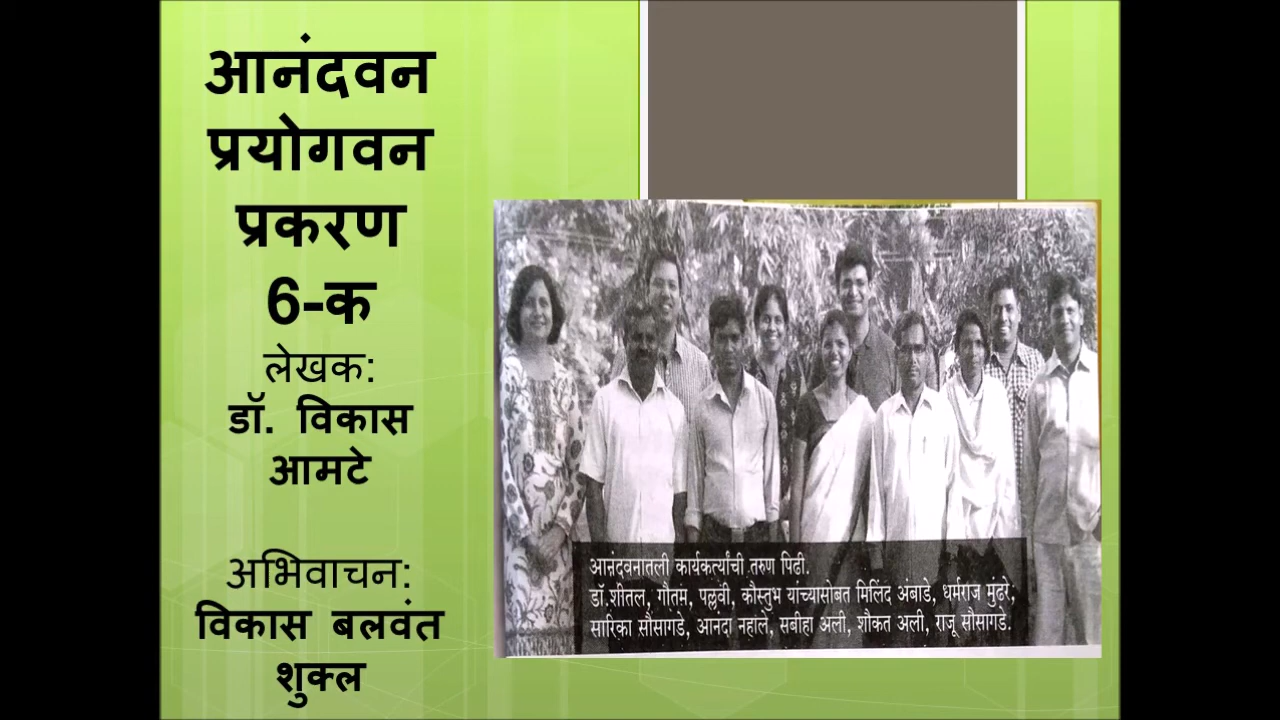 आनंदवन
प्रयोगवन
प्रकरण
6-क
लेखक:
डॉ. विकास
आमटे
अभिवाचन:
विकास बलवंत
शुक्ल
आनंदवनातली कार्यकर्त्यांची तरुण पिढी.
डॉ.शीतल, गौतम, पल्लवी, कौस्तुभ यांच्यासोबत मिलिंद अंबाडे, धर्मराज मुंढरे,
सारिका सौसागडे, आनंदा नहाले, सबीहा अली, शौकत अली, राजू सौसागडे.